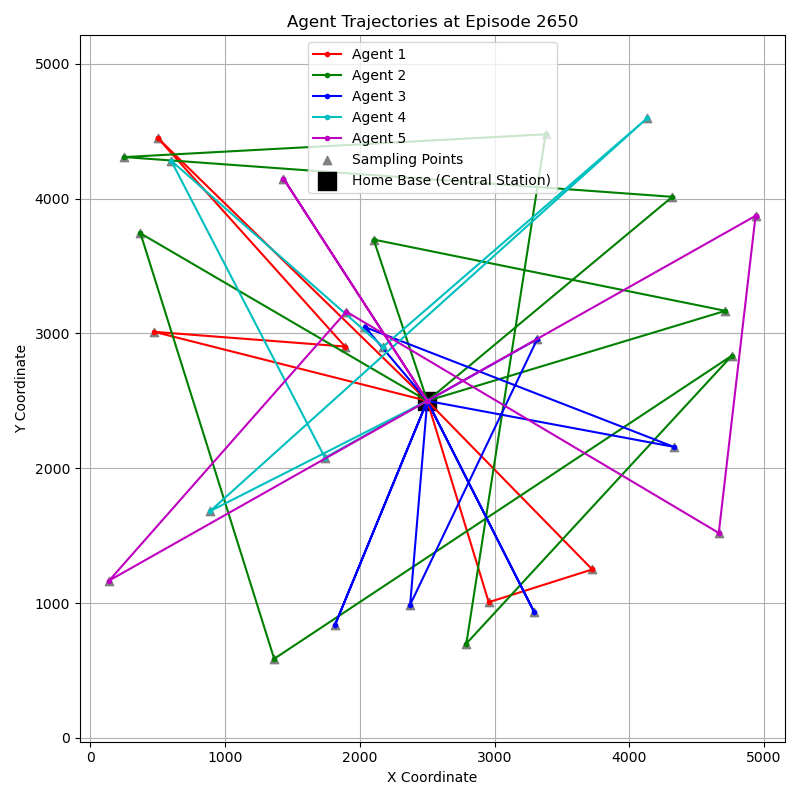 Agent Trajectories at Episode 2650
Agent 1
Agent 2
Agent 3
Agent 4
Agent 5
Sampling Points
Home Base (Central Station)
Y Coordinate
5000
4000
3000
2000
1000
0
0 1000 2000 3000 4000 5000
X Coordinate